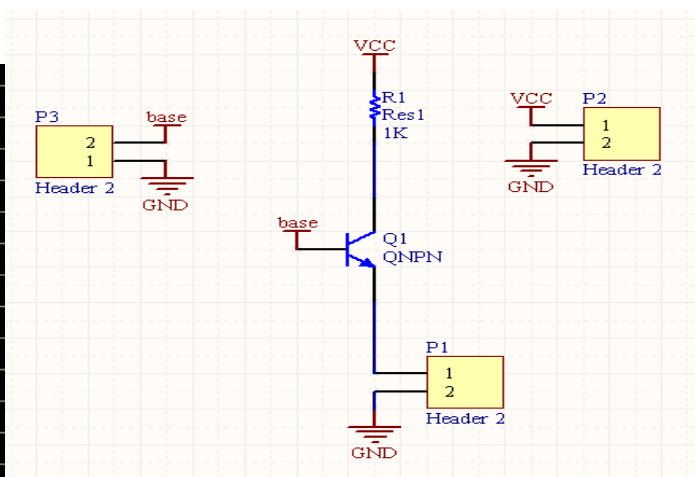 VCC
R1
Res1
1K
P3
base
2
1
Header 2
GND
VCC
P2
1
2
Header 2
GND
base
Q1
QNPN
P1
1
2
Header 2
GND